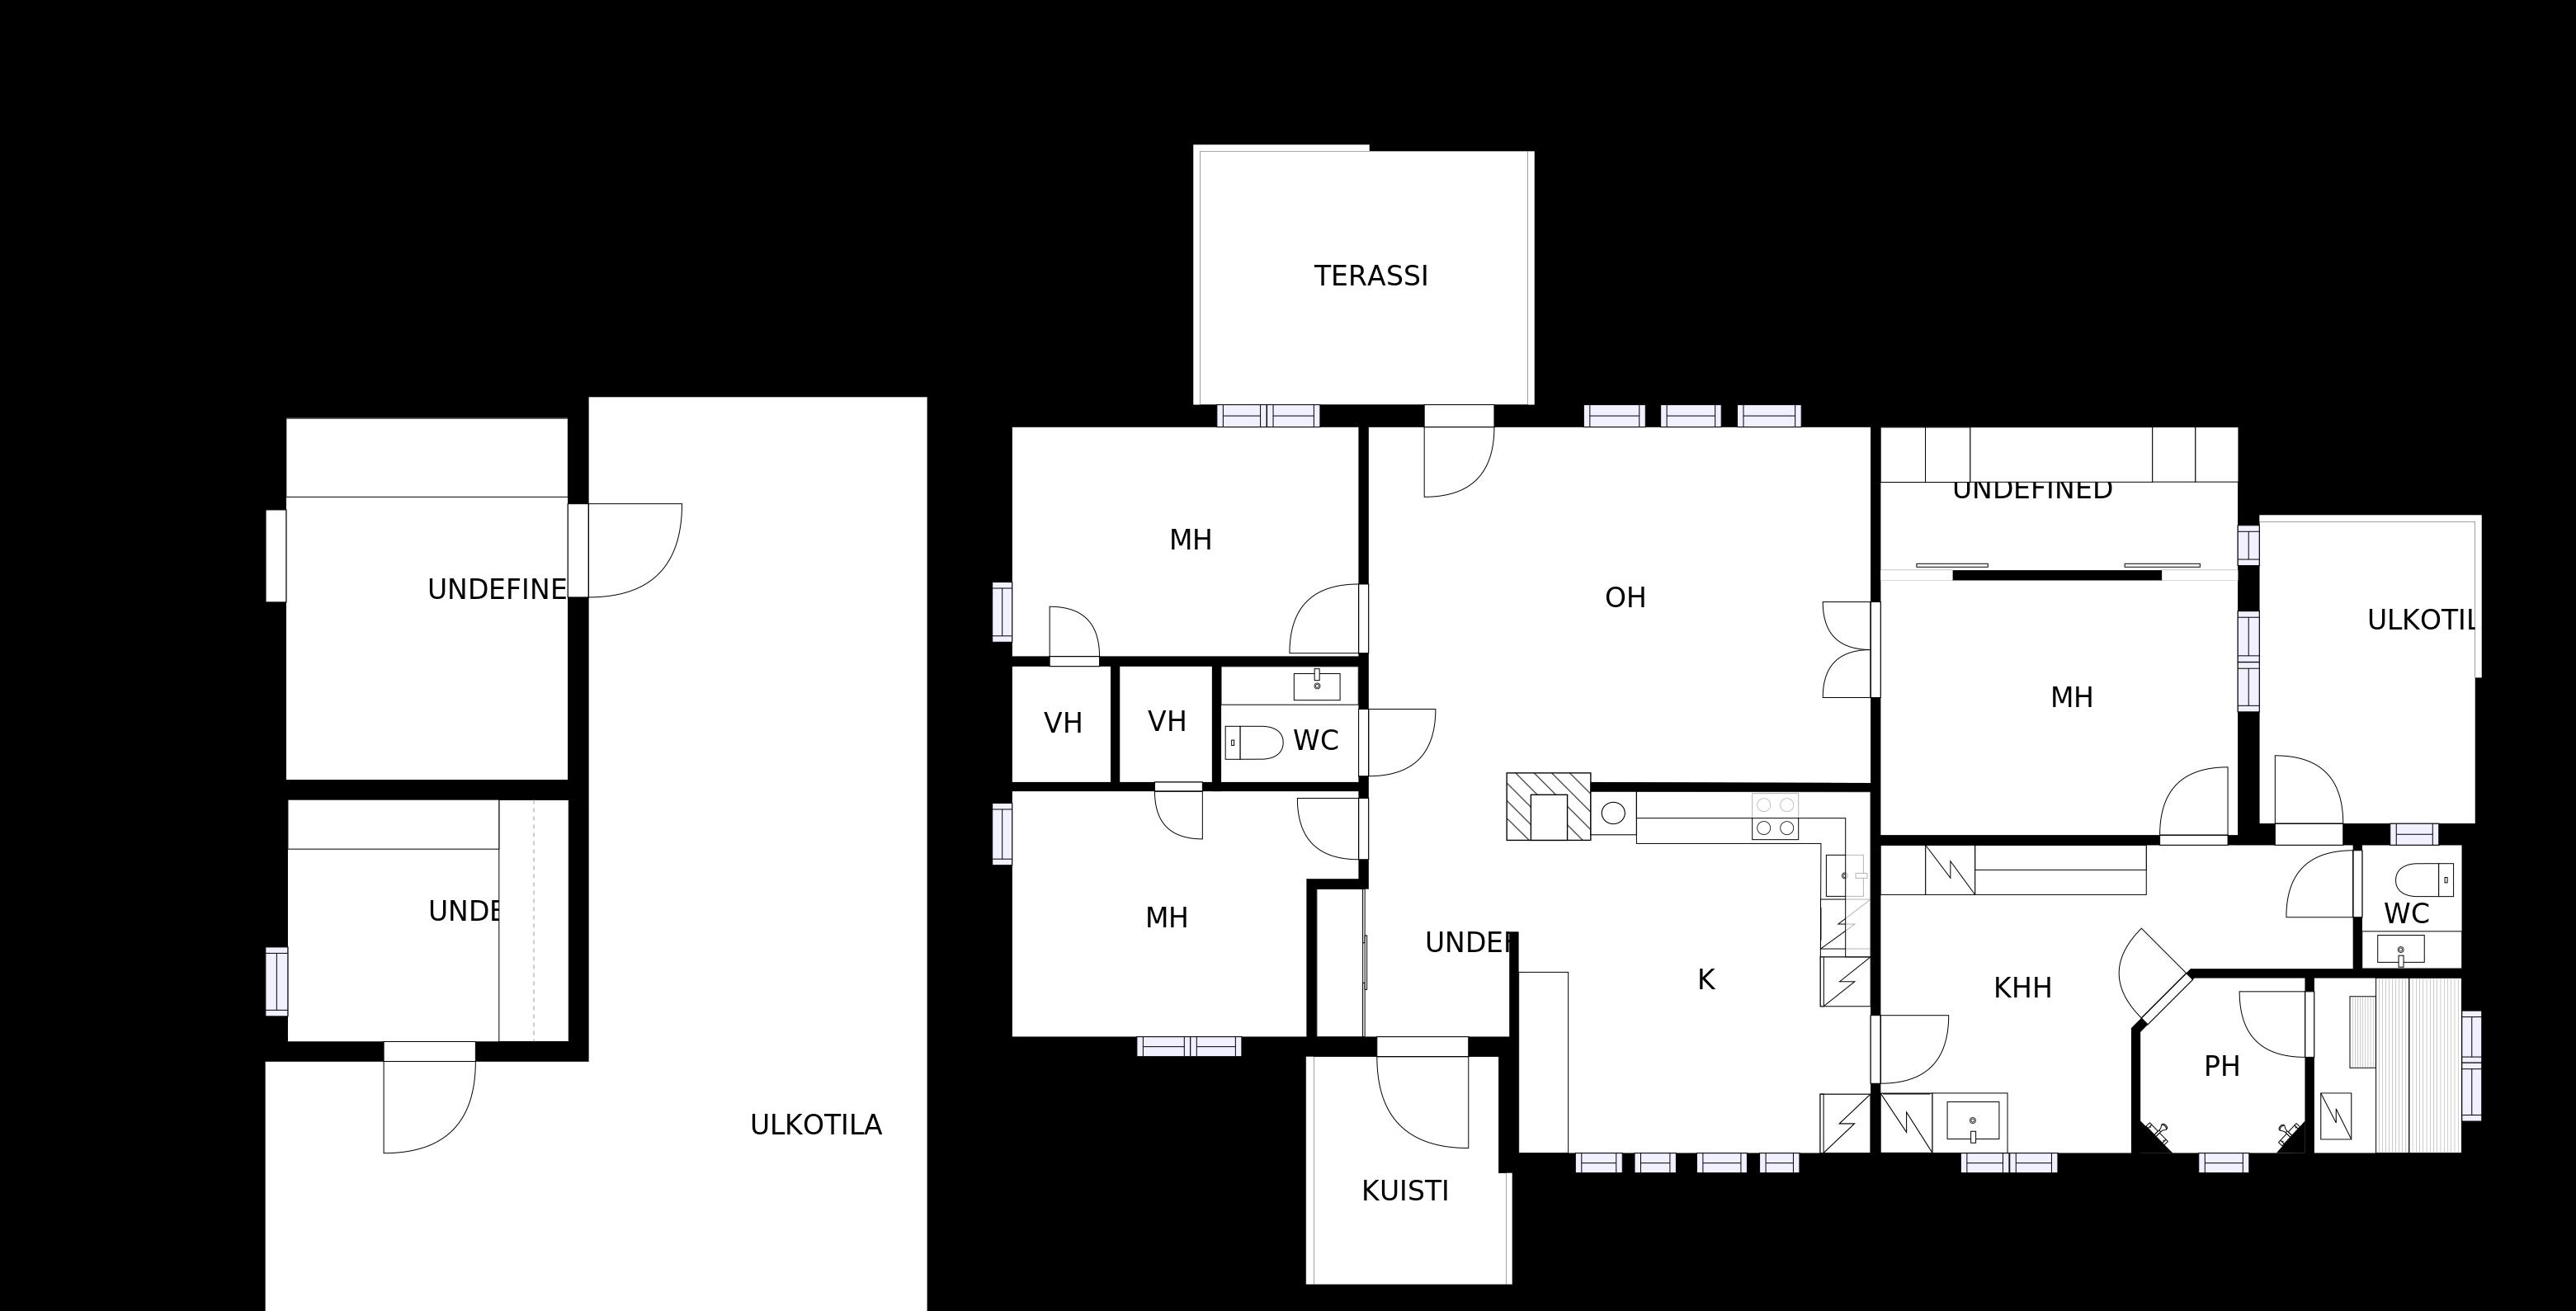 TERASSI
UNDEFINED
MH
UNDEFINE
OH
ULKOTIL
MH
VH
VH
WC
UNDE
WC
MH
UNDEF
K
KHH
PH
ULKOTILA
KUISTI